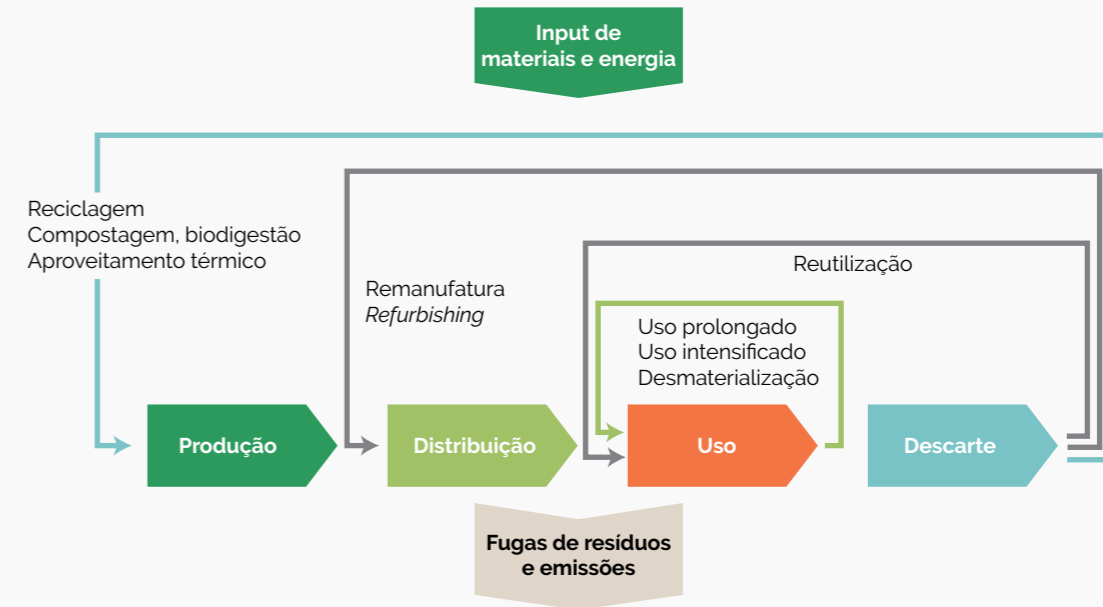 Input de
materiais e energia
Reciclagem
Compostagem, biodigestão
Aproveitamento térmico
Remanufatura
Refurbishing
Reutilização
Uso prolongado
Uso intensificado
Desmaterialização
Produção
Distribuição
Uso
Descarte
Fugas de resíduos
e emissões